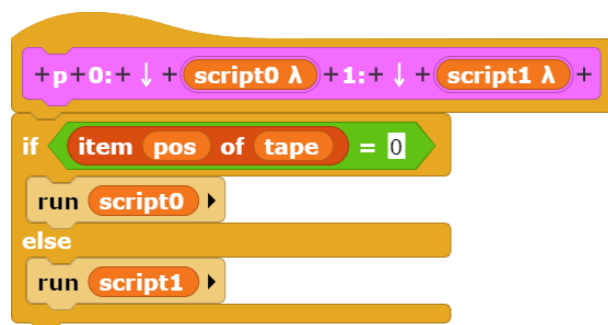 +p+0:+ ↓ + script0 λ +1:+ ↓ + script1 λ +
if item pos of tape = 0
run script0
else
run script1